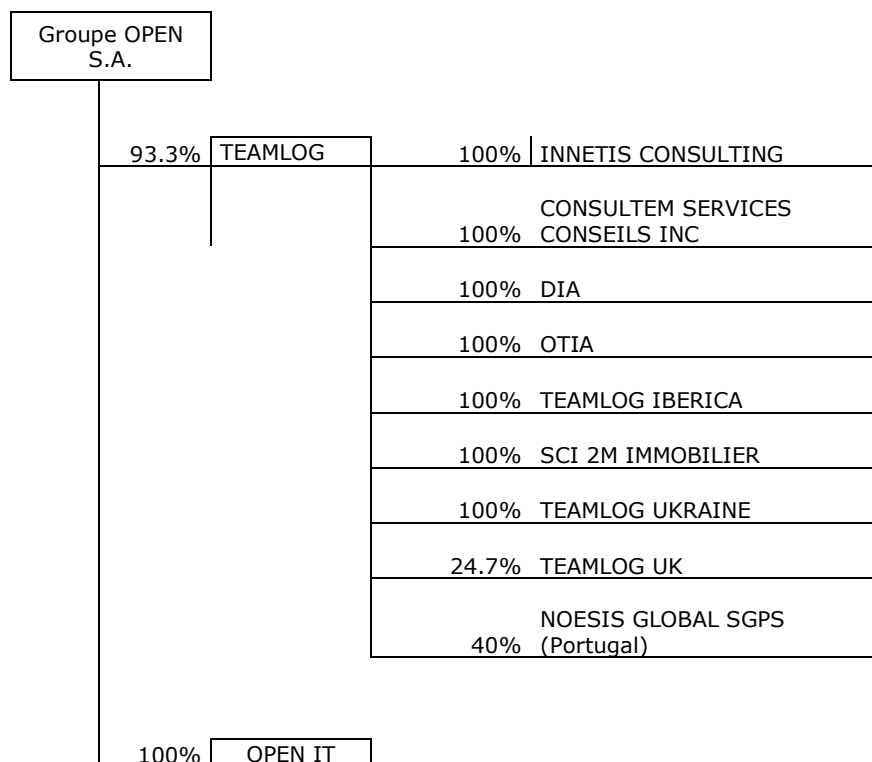 Groupe OPEN
S.A.
93.3% TEAMLOG 100% INNETIS CONSULTING
CONSULTEM SERVICES
100% CONSEILS INC
100% DIA
100% OTIA
100% TEAMLOG IBERICA
100% SCI 2M IMMOBILIER
100% TEAMLOG UKRAINE
24.7% TEAMLOG UK
NOESIS GLOBAL SGPS
40% (Portugal)
100% OPEN IT